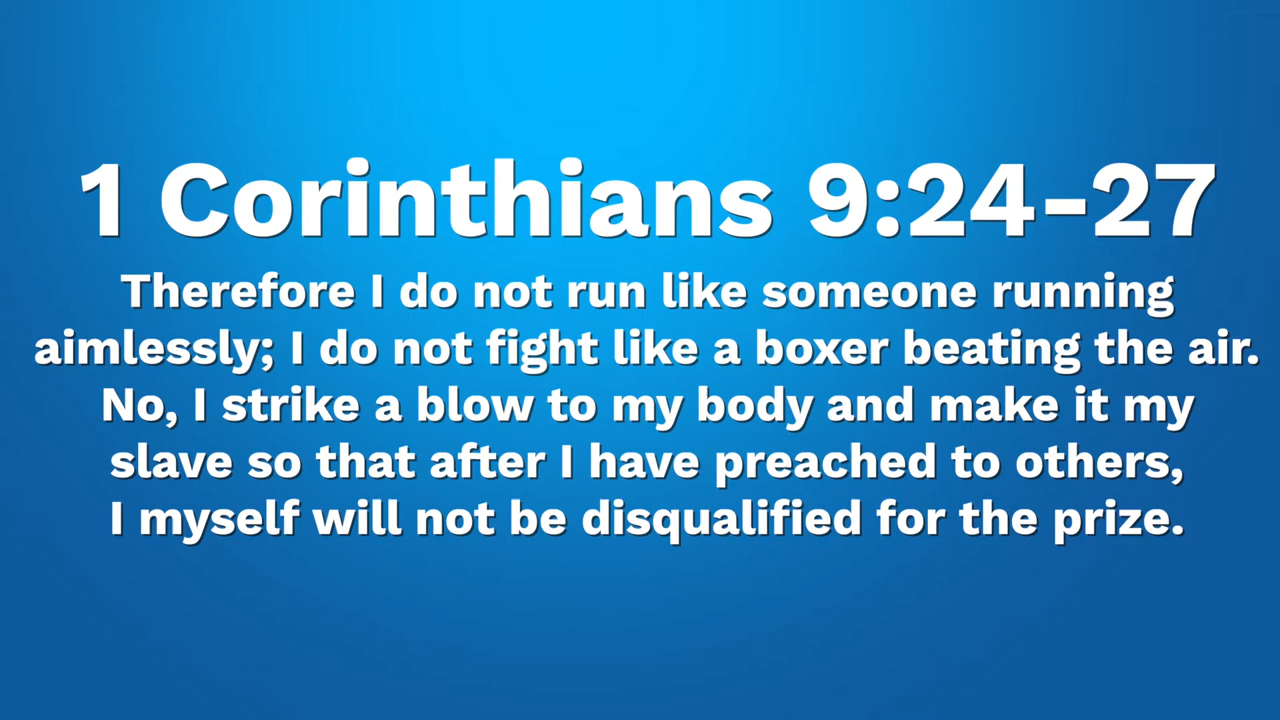 1 Corinthians 9:24-27
Therefore I do not run like someone running
aimlessly; I do not fight like a boxer beating the air.
No, I strike a blow to my body and make it my
slave so that after I have preached to others,
I myself will not be disqualified for the prize.